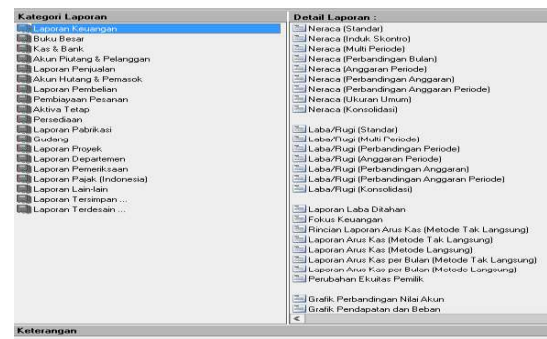 Kategori Laporan
Laporan Keuangan
Buku Besar
Kas & Bank
Akun Piutang & Pelanggan
Laporan Penjualan
Akun Hutang & Pemasok
Laporan Pembelian
Pembiayaan Pesanan
Aktiva Tetap
Persediaan
Laporan Pabrikasi
Gudang
Laporan Proyek
Laporan Departemen
Laporan Pemeriksaan
Laporan Pajak (Indonesia)
Laporan Lain-lain
Laporan Tersimpan ...
Laporan Terdesain ...
Detail Laporan :
Neraca (Standar)
Neraca (Induk Skontro)
Neraca (Multi Periode)
Neraca (Perbandingan Bulan)
Neraca (Anggaran Periode)
Neraca (Perbandingan Anggaran)
Neraca (Perbandingan Anggaran Periode)
Neraca (Ukuran Umum)
Neraca (Konsolidasi)
Laba/Rugi (Standar)
Laba/Rugi (Multi Periode)
Laba/Rugi (Perbandingan Periode)
Laba/Rugi (Anggaran Periode)
Laba/Rugi (Perbandingan Anggaran)
Laba/Rugi (Perbandingan Anggaran Periode)
Laba/Rugi (Konsolidasi)
Laporan Laba Ditahan
Fokus Keuangan
Rincian Laporan Arus Kas (Metode Tak Langsung)
Laporan Arus Kas (Metode Tak Langsung)
Laporan Arus Kas (Metode Langsung)
Laporan Arus Kas per Bulan (Metode Tak Langsung)
Laporan Arus Kas per Bulan (Metode Langsung)
Perubahan Ekuitas Pemilik
Grafik Perbandingan Nilai Akun
Grafik Pendapatan dan Beban
Keterangan